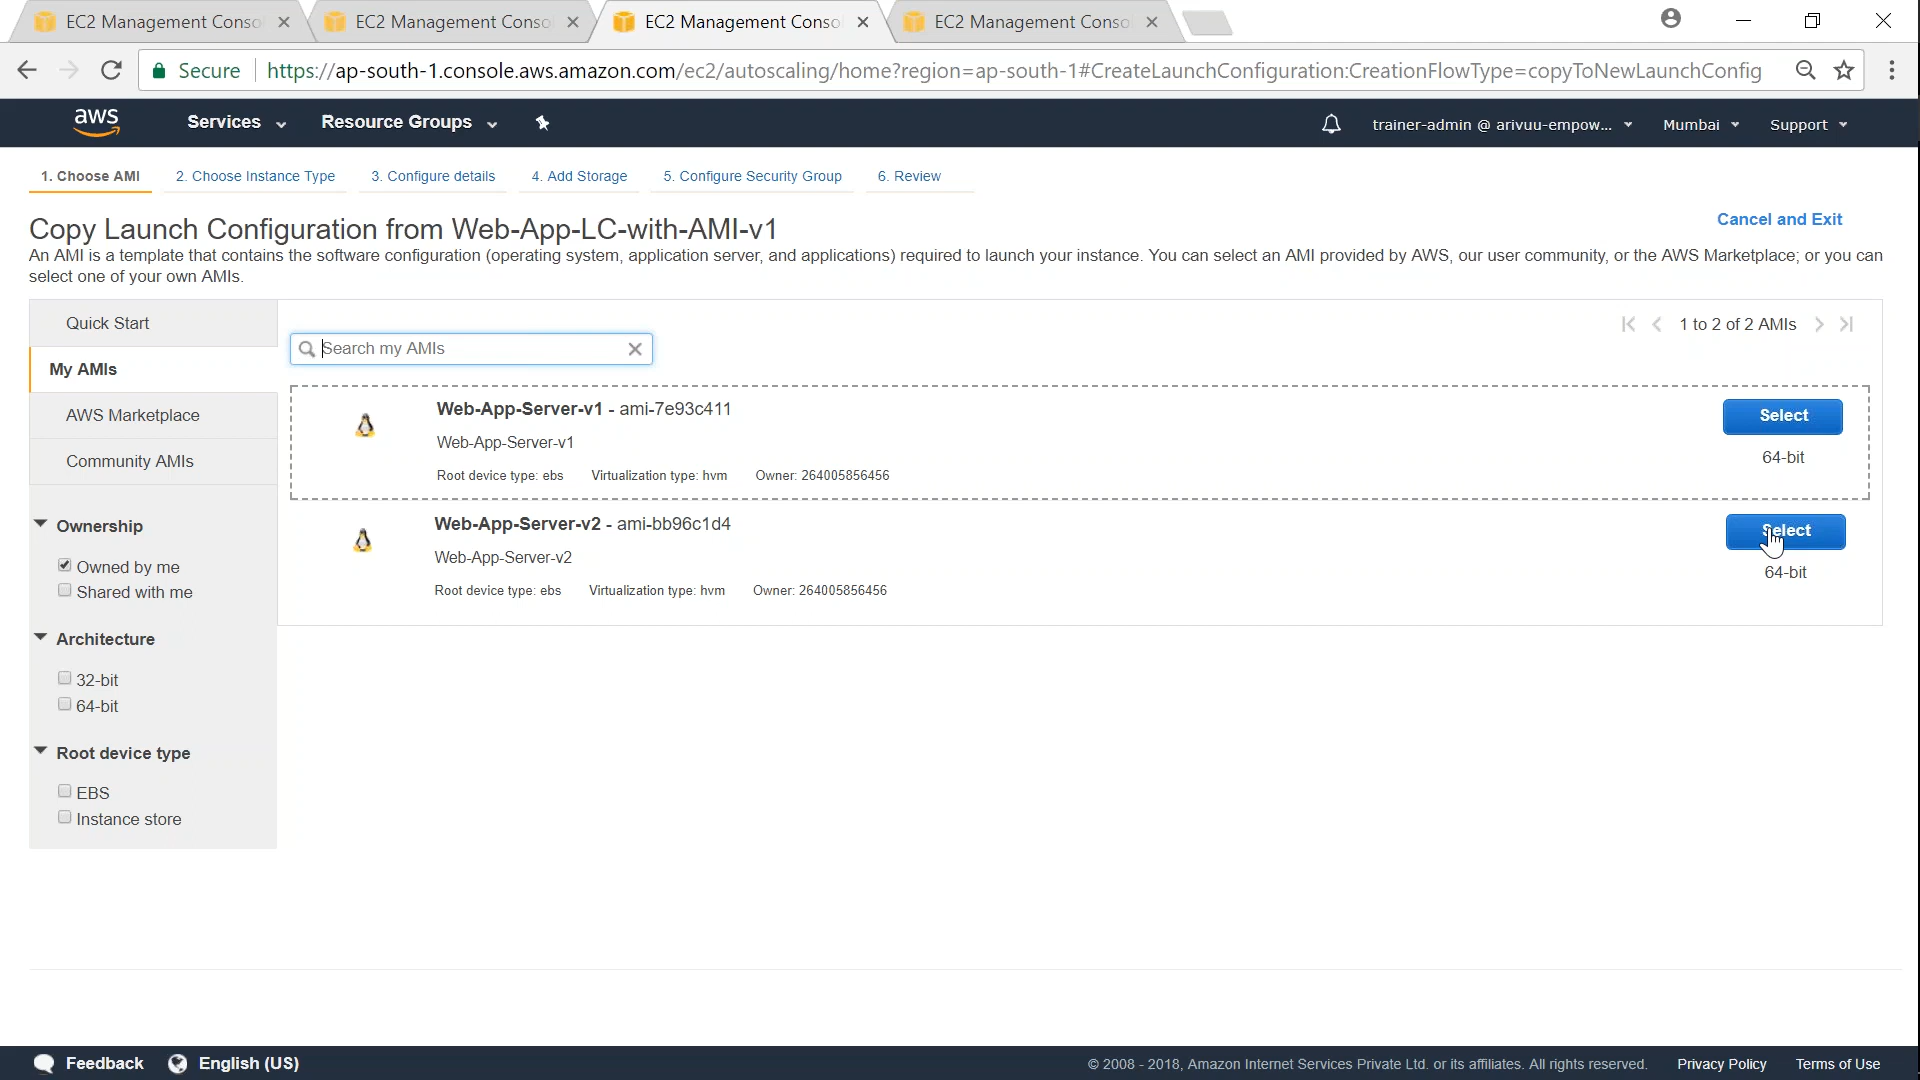 EC2 Management Conso
EC2 Management Conso
EC2 Management Conso
EC2 Management Conso
Secure https://ap-south-1.console.aws.amazon.com/ec2/autoscaling/home?region=ap-south-1#CreateLaunchConfiguration:CreationFlowType=copyToNewLaunchConfig
aws Services Resource Groups trainer-admin @ arivuu-empow... Mumbai Support
1. Choose AMI 2. Choose Instance Type 3. Configure details 4. Add Storage 5. Configure Security Group 6. Review
Copy Launch Configuration from Web-App-LC-with-AMI-v1
Cancel and Exit
An AMI is a template that contains the software configuration (operating system, application server, and applications) required to launch your instance. You can select an AMI provided by AWS, our user community, or the AWS Marketplace; or you can
select one of your own AMIs.
Quick Start
My AMIs
AWS Marketplace
Community AMIs
Ownership
Owned by me
Shared with me
Architecture
32-bit
64-bit
Root device type
EBS
Instance store
Search my AMIs
1 to 2 of 2 AMIs
Web-App-Server-v1 - ami-7e93c411
Web-App-Server-v1
Root device type: ebs Virtualization type: hvm Owner: 264005856456
Select
64-bit
Web-App-Server-v2 - ami-bb96c1d4
Web-App-Server-v2
Root device type: ebs Virtualization type: hvm Owner: 264005856456
Select
64-bit
Feedback English (US) © 2008 - 2018, Amazon Internet Services Private Ltd. or its affiliates. All rights reserved. Privacy Policy Terms of Use